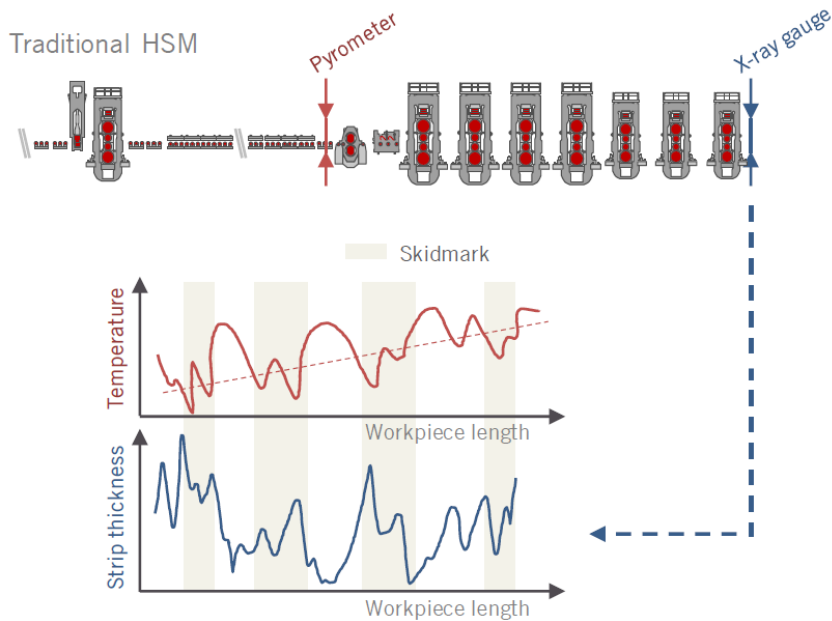 Traditional HSM
Pyrometer
X-ray gauge
Skidmark
Temperature
Workpiece length
Strip thickness
Workpiece length